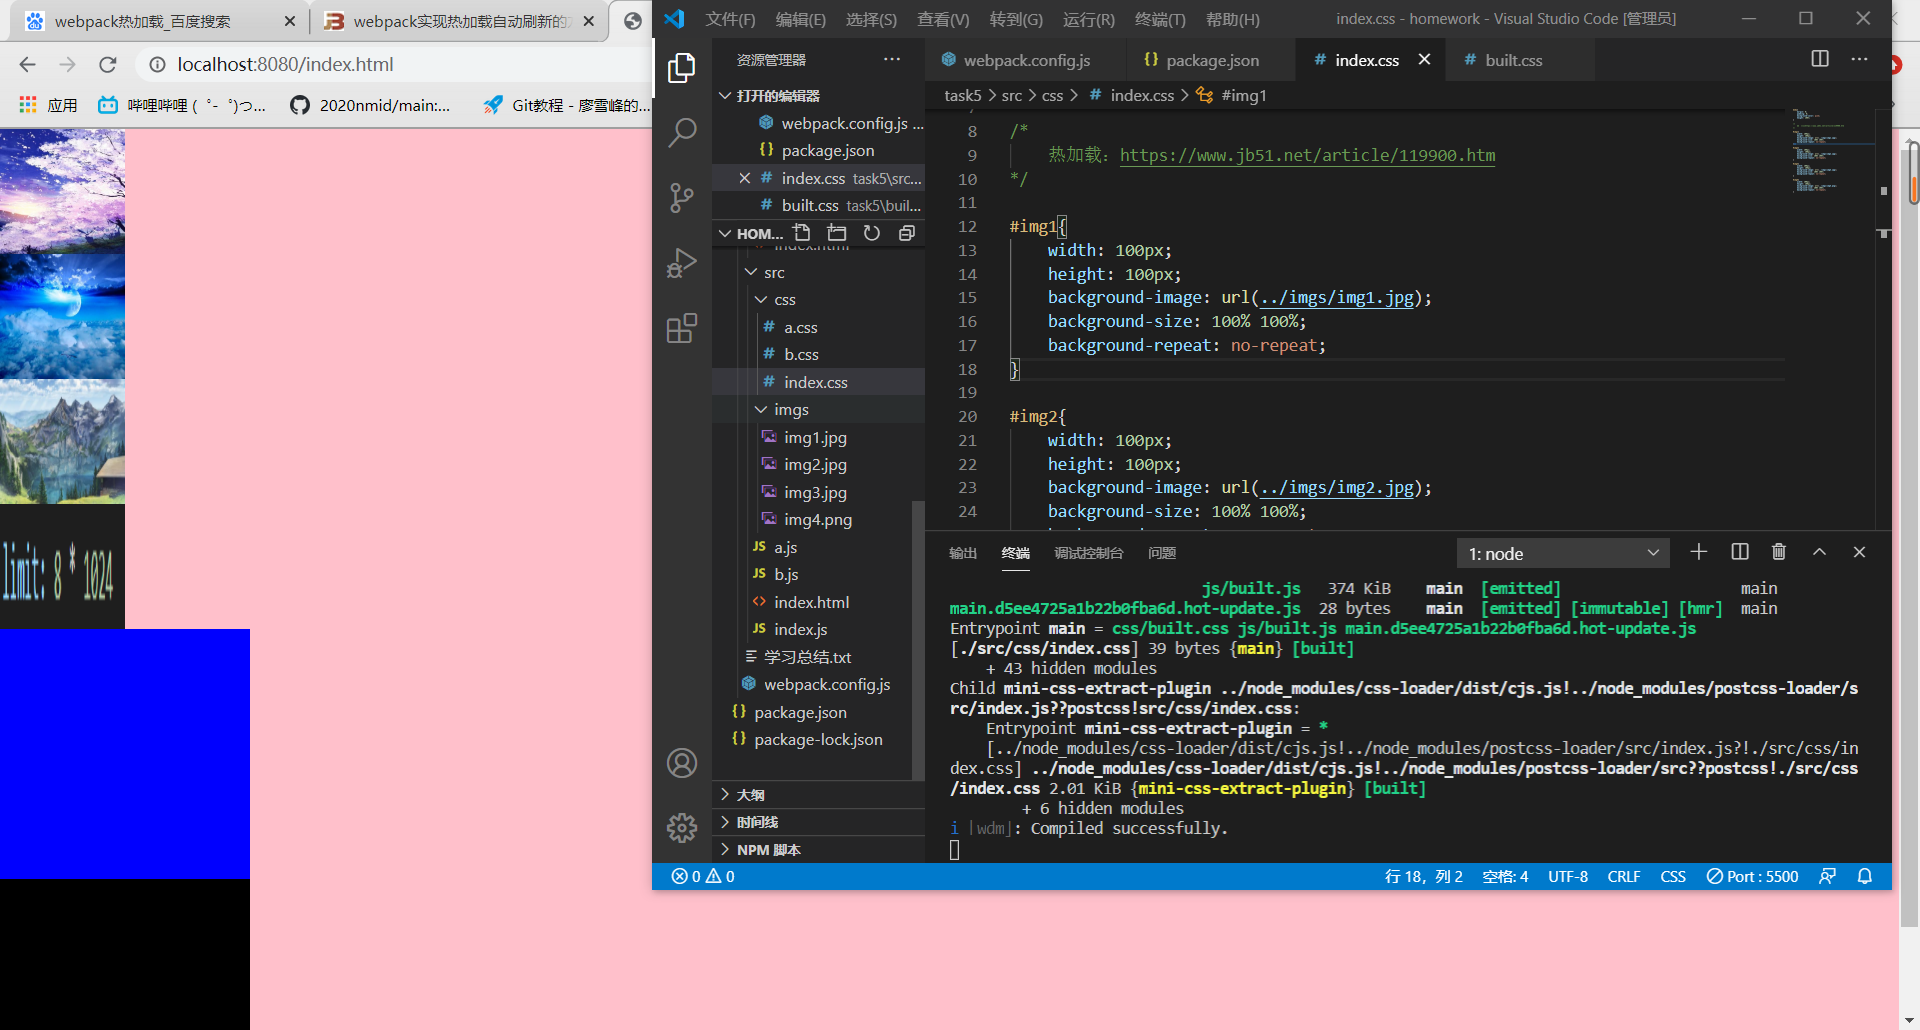 webpack热加载_百度搜索
webpack实现热加载自动刷新的
localhost:8080/index.html
应用
哔哩哔哩 (゜-゜)つ...
2020nmid/main:...
Git教程 - 廖雪峰的...
limit: 8 * 1024
文件(F) 编辑(E) 选择(S) 查看(V) 转到(G) 运行(R) 终端(T) 帮助(H)
index.css - homework - Visual Studio Code [管理员]
资源管理器
打开的编辑器
webpack.config.js ...
package.json
index.css task5\src...
built.css task5\buil...
HOM...
index.html
src
css
a.css
b.css
index.css
imgs
img1.jpg
img2.jpg
img3.jpg
img4.png
a.js
b.js
index.html
index.js
学习总结.txt
webpack.config.js
package.json
package-lock.json
大纲
时间线
NPM 脚本
webpack.config.js
package.json
index.css
built.css
task5 > src > css > # index.css > #img1
8 /*
9 热加载：https://www.jb51.net/article/119900.htm
10 */
11
12 #img1{
13 width: 100px;
14 height: 100px;
15 background-image: url(../imgs/img1.jpg);
16 background-size: 100% 100%;
17 background-repeat: no-repeat;
18 }
19
20 #img2{
21 width: 100px;
22 height: 100px;
23 background-image: url(../imgs/img2.jpg);
24 background-size: 100% 100%;
输出 终端 调试控制台 问题
1: node
js/built.js 374 KiB main [emitted] main
main.d5ee4725a1b22b0fba6d.hot-update.js 28 bytes main [emitted] [immutable] [hmr] main
Entrypoint main = css/built.css js/built.js main.d5ee4725a1b22b0fba6d.hot-update.js
[./src/css/index.css] 39 bytes {main} [built]
+ 43 hidden modules
Child mini-css-extract-plugin ../node_modules/css-loader/dist/cjs.js!../node_modules/postcss-loader/s
rc/index.js??postcss!src/css/index.css:
Entrypoint mini-css-extract-plugin = *
[../node_modules/css-loader/dist/cjs.js!../node_modules/postcss-loader/src/index.js?!./src/css/in
dex.css] ../node_modules/css-loader/dist/cjs.js!../node_modules/postcss-loader/src??postcss!./src/css
/index.css 2.01 KiB {mini-css-extract-plugin} [built]
+ 6 hidden modules
i ｢wdm｣: Compiled successfully.
0 0
行 18，列 2 空格: 4 UTF-8 CRLF CSS Port : 5500